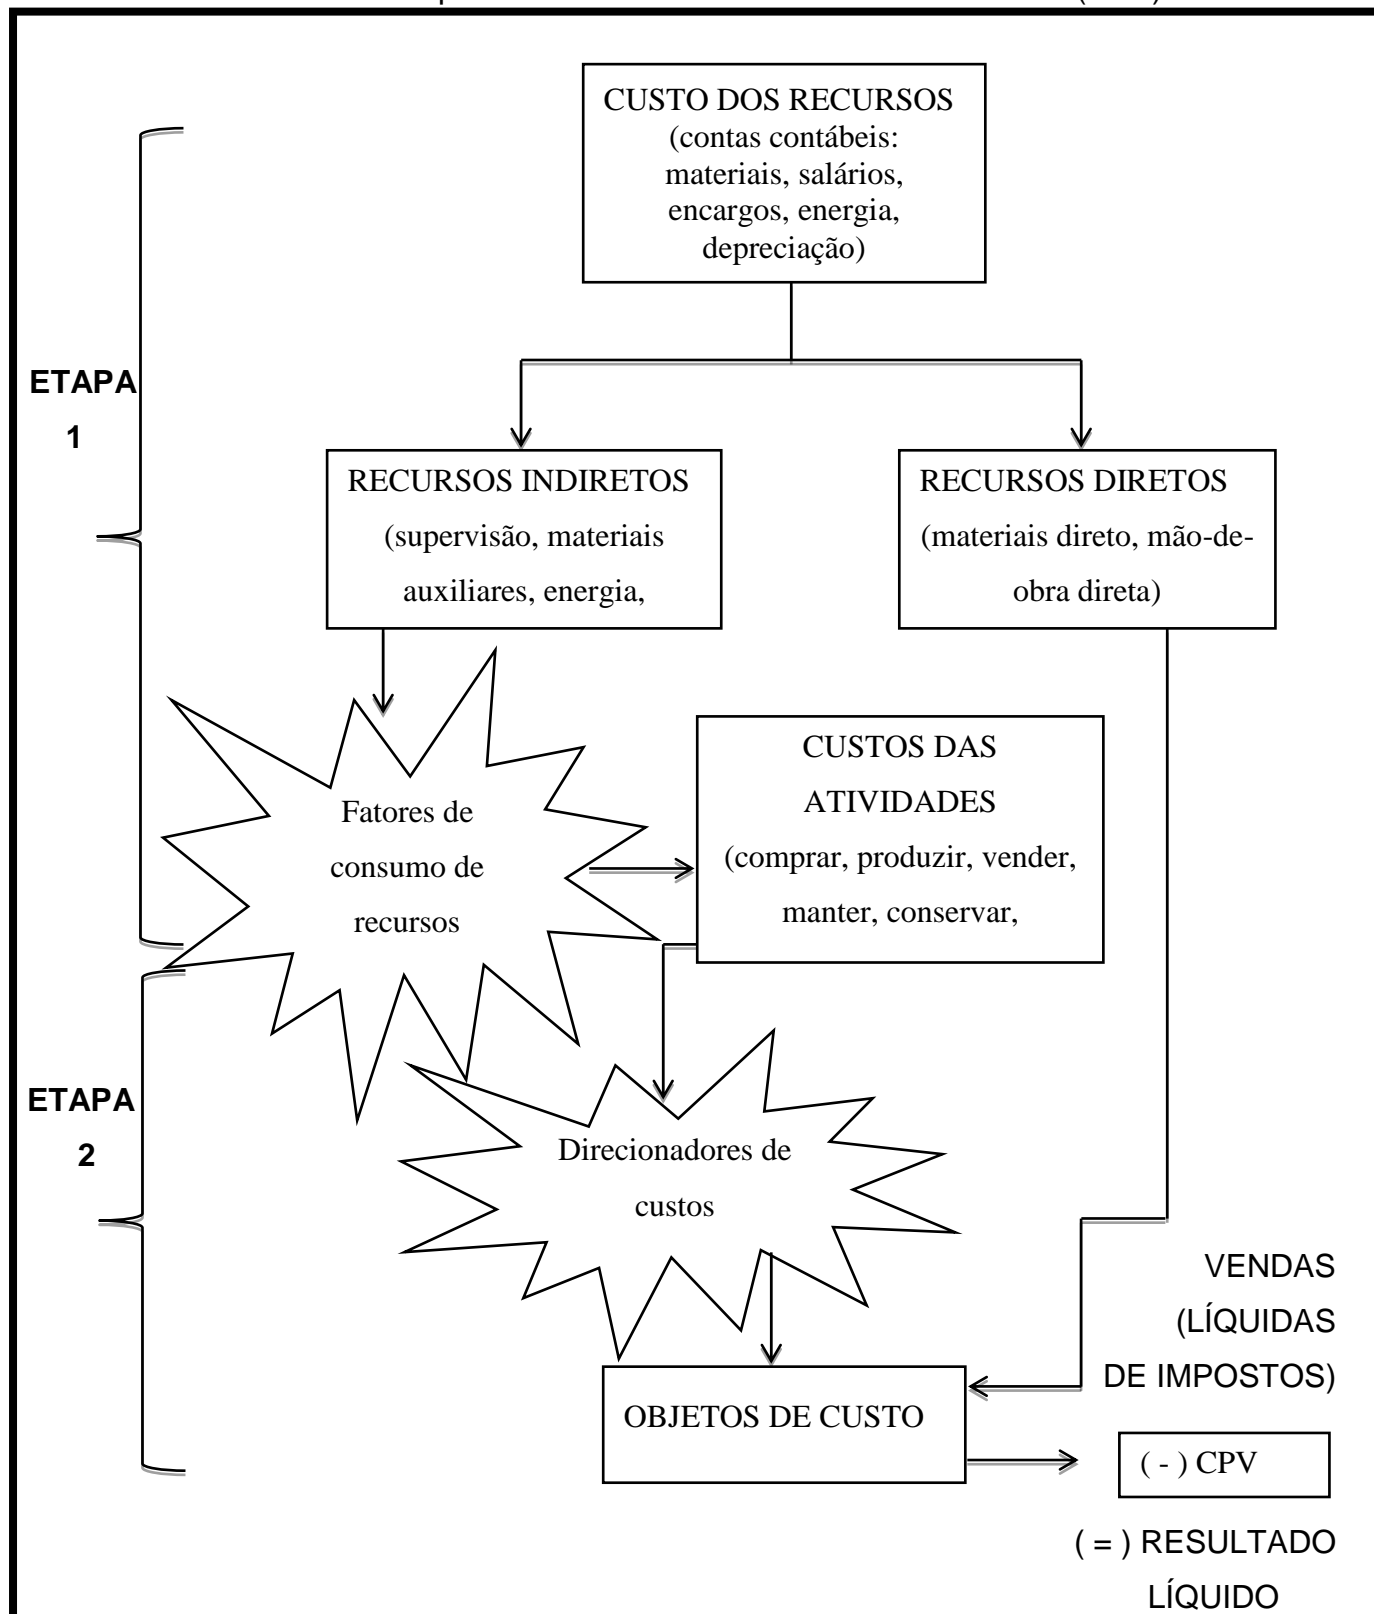 CUSTO DOS RECURSOS
(contas contábeis:
materiais, salários,
encargos, energia,
depreciação)
ETAPA
1
RECURSOS INDIRETOS
(supervisão, materiais
auxiliares, energia,
RECURSOS DIRETOS
(materiais direto, mão-de-
obra direta)
Fatores de
consumo de
recursos
CUSTOS DAS
ATIVIDADES
(comprar, produzir, vender,
manter, conservar,
ETAPA
2
Direcionadores de
custos
VENDAS
(LÍQUIDAS
DE IMPOSTOS)
OBJETOS DE CUSTO
( - ) CPV
( = ) RESULTADO
LÍQUIDO